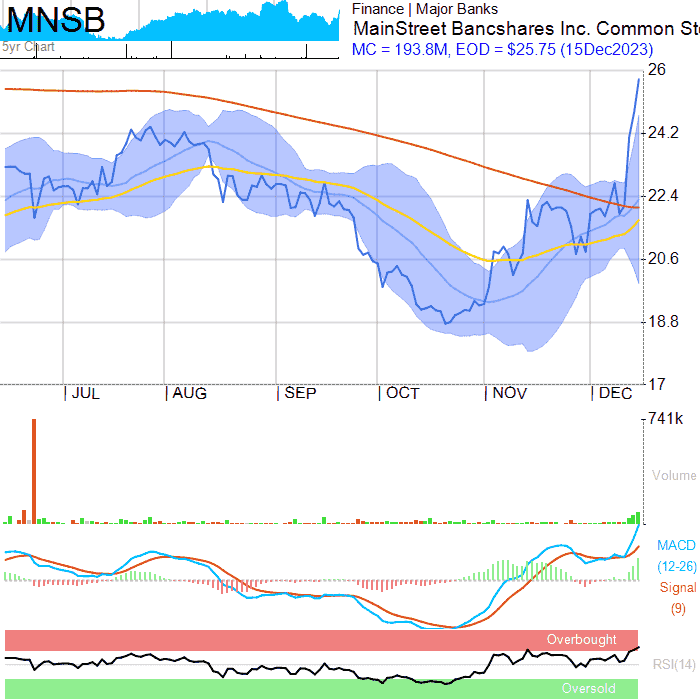 MNSB
5yr Chart
Finance | Major Banks
MainStreet Bancshares Inc. Common Sto
MC = 193.8M, EOD = $25.75 (15Dec2023)
26
24.2
22.4
20.6
18.8
17
JUL AUG SEP OCT NOV DEC
741k
Volume
MACD
(12-26)
Signal
(9)
Overbought
RSI(14)
Oversold